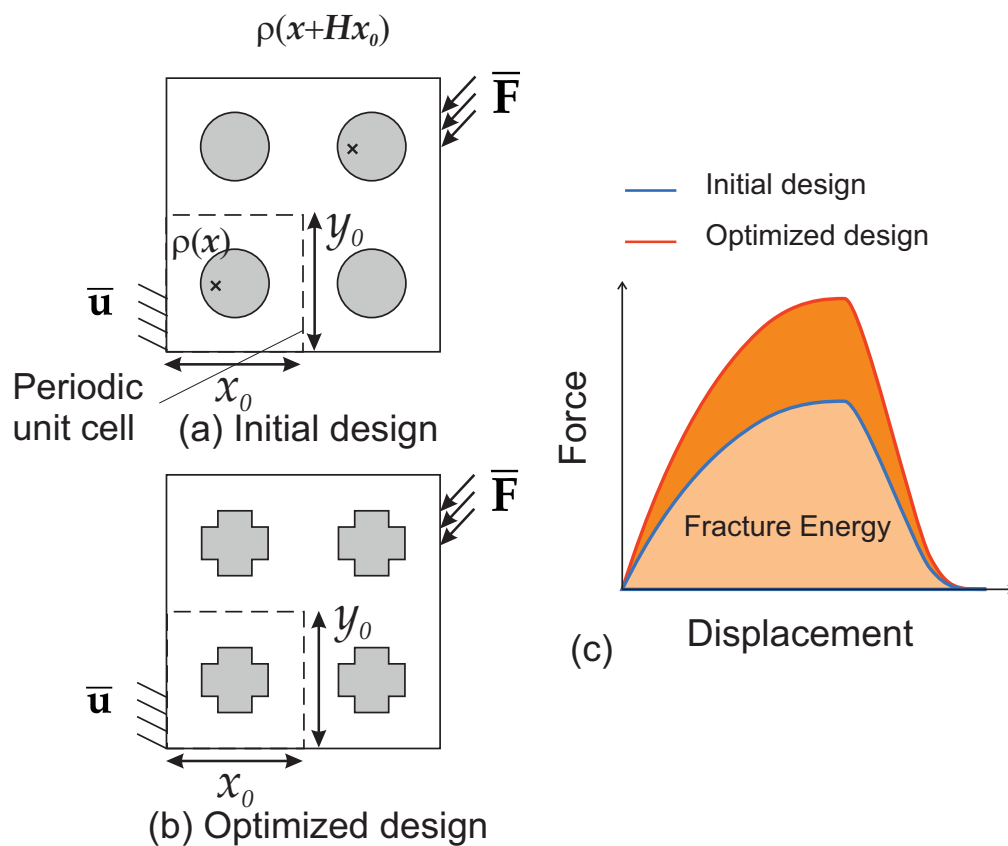 ρ(x+Hx₀)
F̅
ρ(x)
y₀
u̅
x₀
Periodic
unit cell
(a) Initial design
F̅
y₀
u̅
x₀
(b) Optimized design
Initial design
Optimized design
Force
Fracture Energy
Displacement
(c)